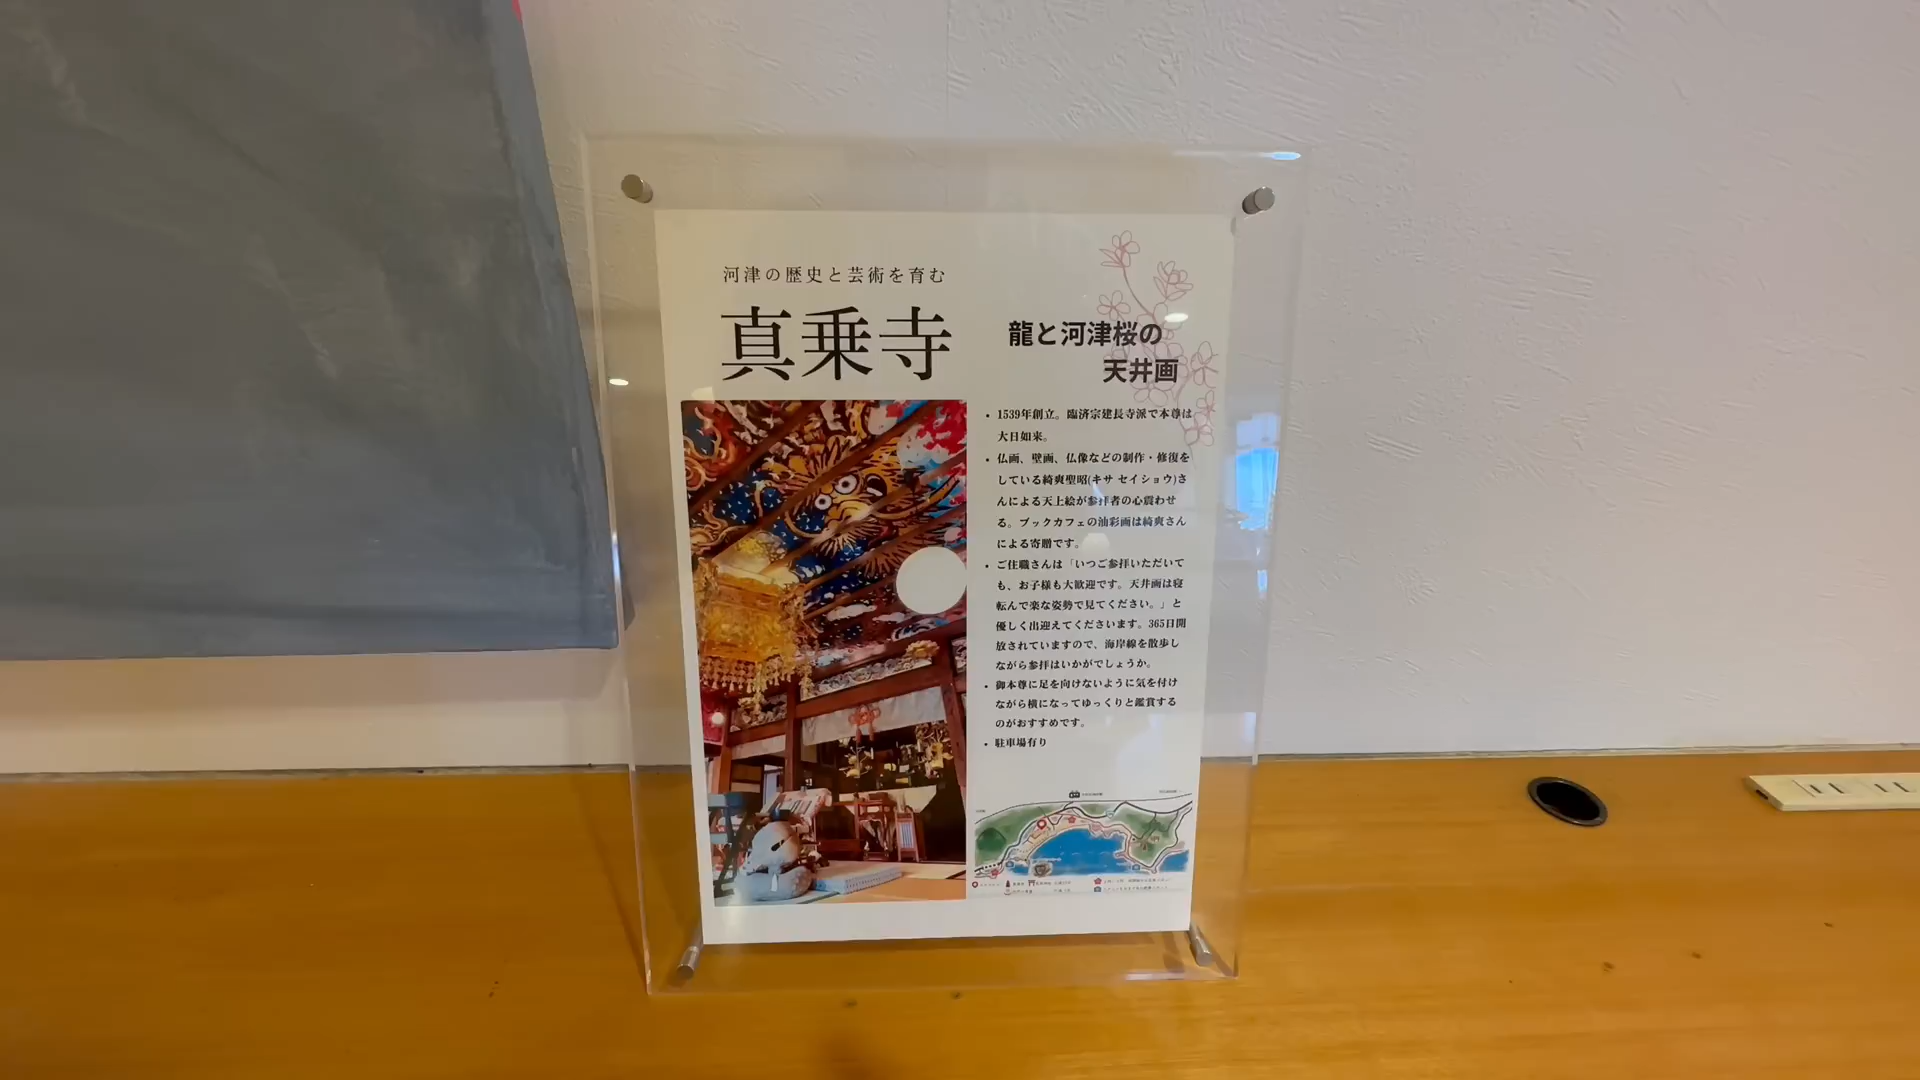 河津の歴史と芸術を育む
真乗寺
龍と河津桜の
天井画
・1539年創立。臨済宗建長寺派で本尊は
大日如来。
・仏画、壁画、仏像などの制作・修復を
している綺爽聖昭(キサ セイショウ)さ
んによる天上絵が参拝者の心震わせ
る。ブックカフェの油彩画は綺爽さん
による寄贈です。
・ご住職さんは「いつご参拝いただいて
も、お子様も大歓迎です。天井画は寝
転んで楽な姿勢で見てください。」と
優しく出迎えてくださいます。365日開
放されていますので、海岸線を散歩し
ながら参拝はいかがでしょうか。
・御本尊に足を向けないように気を付け
ながら横になってゆっくりと鑑賞する
のがおすすめです。
・駐車場有り